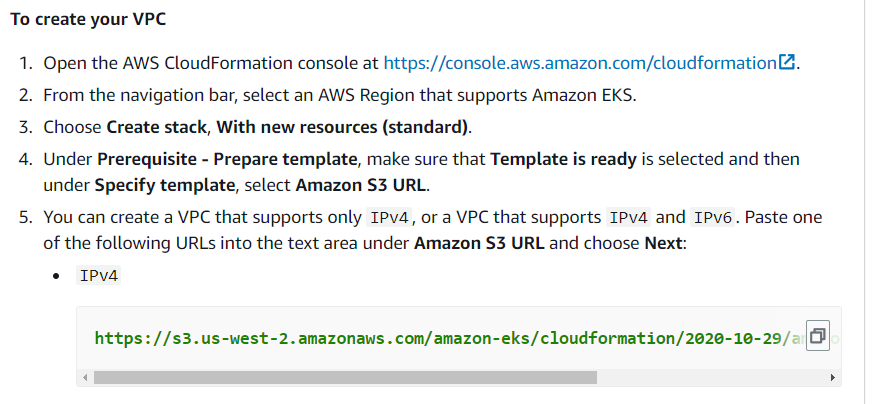 To create your VPC
1. Open the AWS CloudFormation console at https://console.aws.amazon.com/cloudformation.
2. From the navigation bar, select an AWS Region that supports Amazon EKS.
3. Choose Create stack, With new resources (standard).
4. Under Prerequisite - Prepare template, make sure that Template is ready is selected and then
under Specify template, select Amazon S3 URL.
5. You can create a VPC that supports only IPv4, or a VPC that supports IPv4 and IPv6. Paste one
of the following URLs into the text area under Amazon S3 URL and choose Next:
• IPv4
https://s3.us-west-2.amazonaws.com/amazon-eks/cloudformation/2020-10-29/